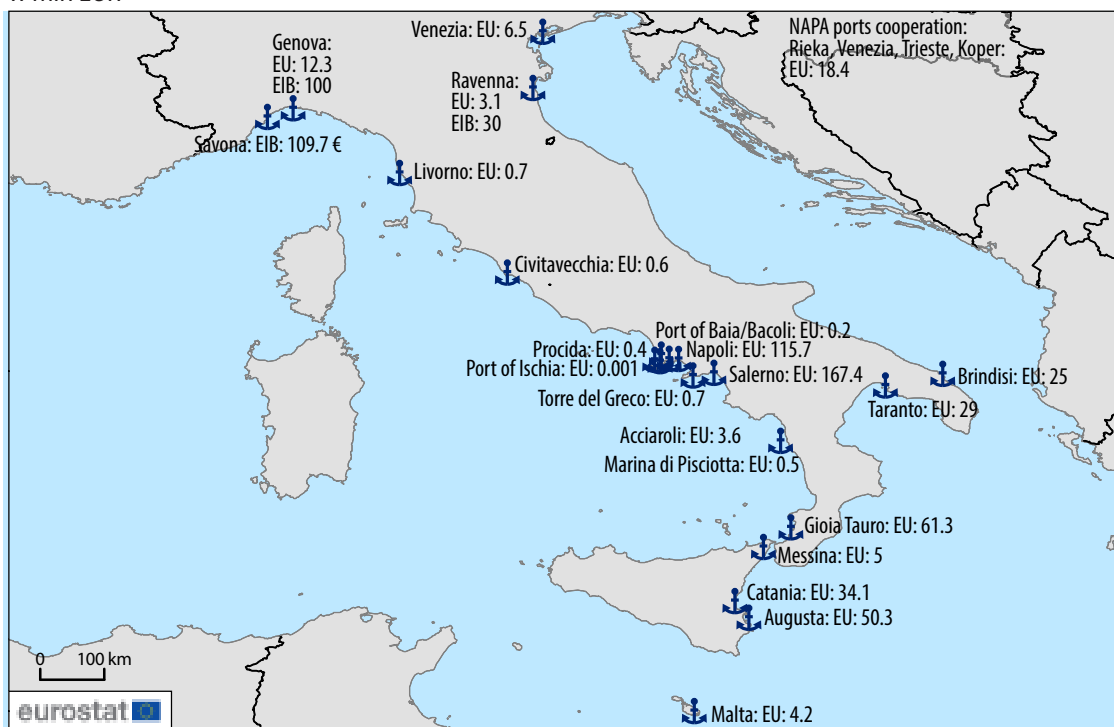 Venezia: EU: 6.5
NAPA ports cooperation:
Rieka, Venezia, Trieste, Koper:
EU: 18.4
Genova:
EU: 12.3
EIB: 100
Ravenna:
EU: 3.1
EIB: 30
Savona: EIB: 109.7 €
Livorno: EU: 0.7
Civitavecchia: EU: 0.6
Port of Baia/Bacoli: EU: 0.2
Procida: EU: 0.4
Napoli: EU: 115.7
Port of Ischia: EU: 0.001
Salerno: EU: 167.4
Brindisi: EU: 25
Torre del Greco: EU: 0.7
Taranto: EU: 29
Acciaroli: EU: 3.6
Marina di Pisciotta: EU: 0.5
Gioia Tauro: EU: 61.3
Messina: EU: 5
Catania: EU: 34.1
Augusta: EU: 50.3
0 100 km
eurostat
Malta: EU: 4.2